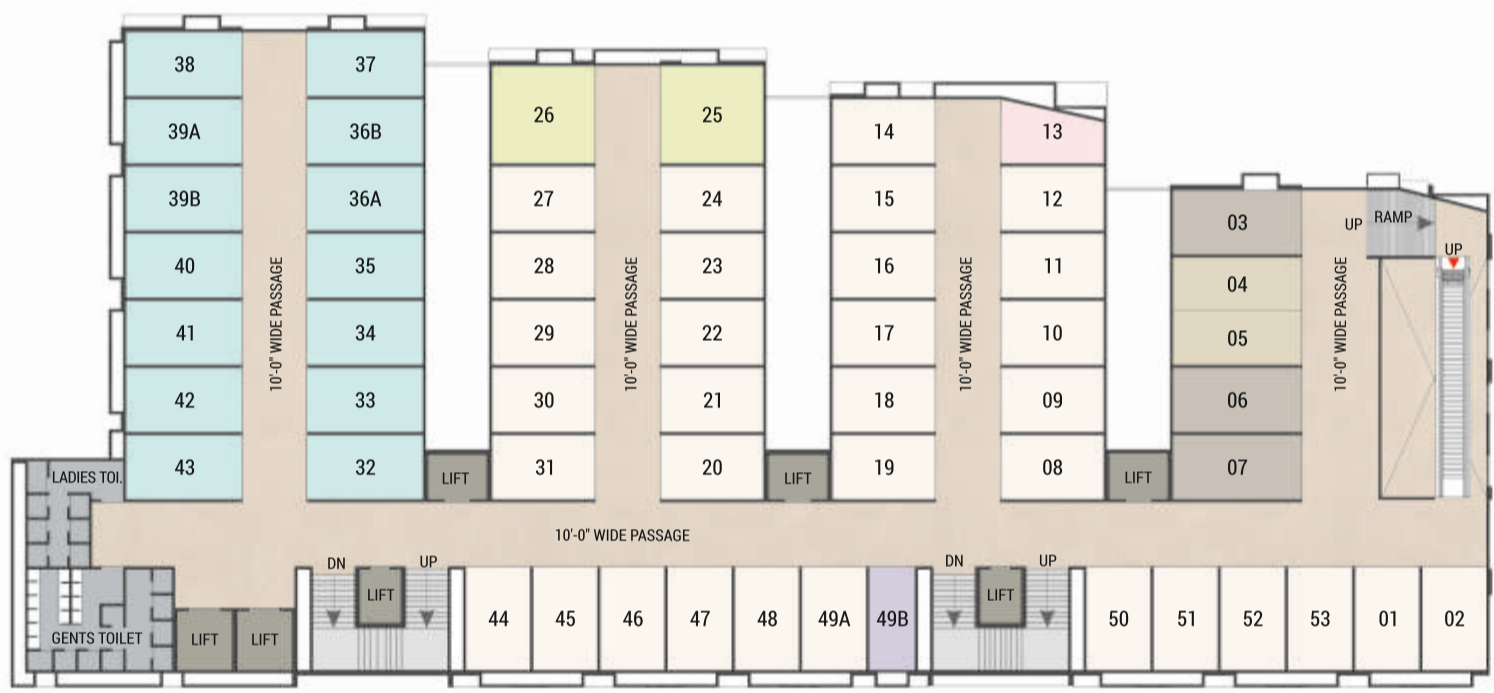 38
37
39A
36B
39B
36A
40
35
41
34
42
33
43
32
10'-0" WIDE PASSAGE
26
25
27
24
28
23
29
22
30
21
31
20
10'-0" WIDE PASSAGE
14
13
15
12
16
11
17
10
18
09
19
08
10'-0" WIDE PASSAGE
03
04
05
06
07
10'-0" WIDE PASSAGE
UP
RAMP
UP
LIFT
LIFT
LIFT
LADIES TOI.
10'-0" WIDE PASSAGE
GENTS TOILET
LIFT
LIFT
DN
LIFT
UP
44
45
46
47
48
49A
49B
DN
LIFT
UP
50
51
52
53
01
02